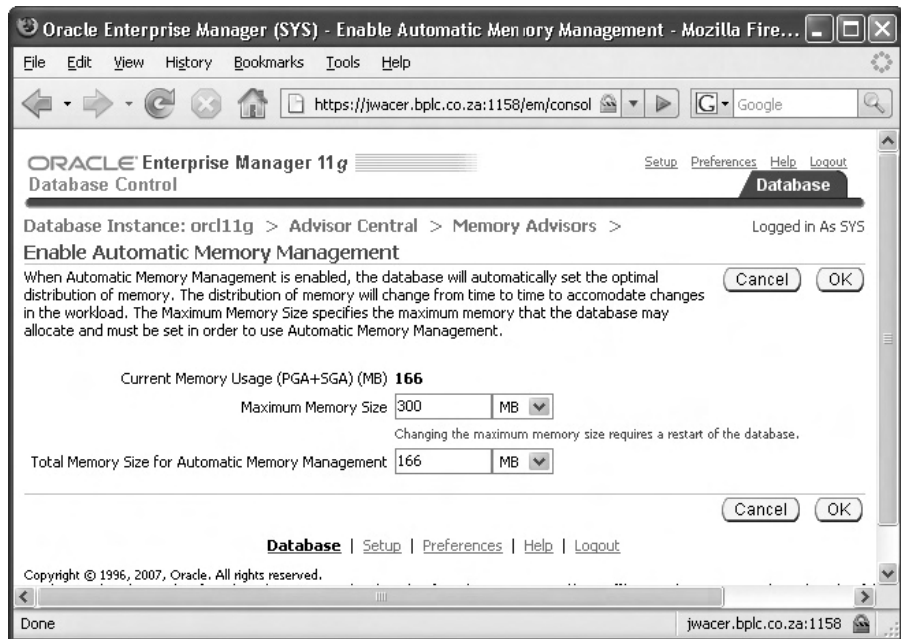 Oracle Enterprise Manager (SYS) - Enable Automatic Memory Management - Mozilla Fire...
File Edit View History Bookmarks Tools Help
https://jwacer.bplc.co.za:1158/em/consol G Google
ORACLE Enterprise Manager 11g
Setup Preferences Help Logout
Database Control
Database
Database Instance: orcl11g > Advisor Central > Memory Advisors >
Logged in As SYS
Enable Automatic Memory Management
When Automatic Memory Management is enabled, the database will automatically set the optimal
distribution of memory. The distribution of memory will change from time to time to accomodate changes
in the workload. The Maximum Memory Size specifies the maximum memory that the database may
allocate and must be set in order to use Automatic Memory Management.
Cancel OK
Current Memory Usage (PGA+SGA) (MB) 166
Maximum Memory Size 300 MB
Changing the maximum memory size requires a restart of the database.
Total Memory Size for Automatic Memory Management 166 MB
Cancel OK
Database | Setup | Preferences | Help | Logout
Copyright © 1996, 2007, Oracle. All rights reserved.
Done
jwacer.bplc.co.za:1158